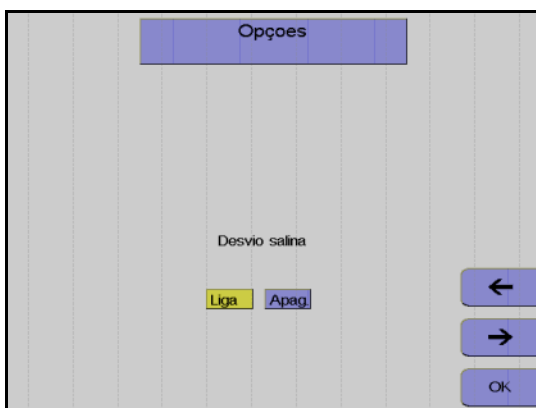 Opçoes
Desvio salina
Liga Apag.
←
→
OK